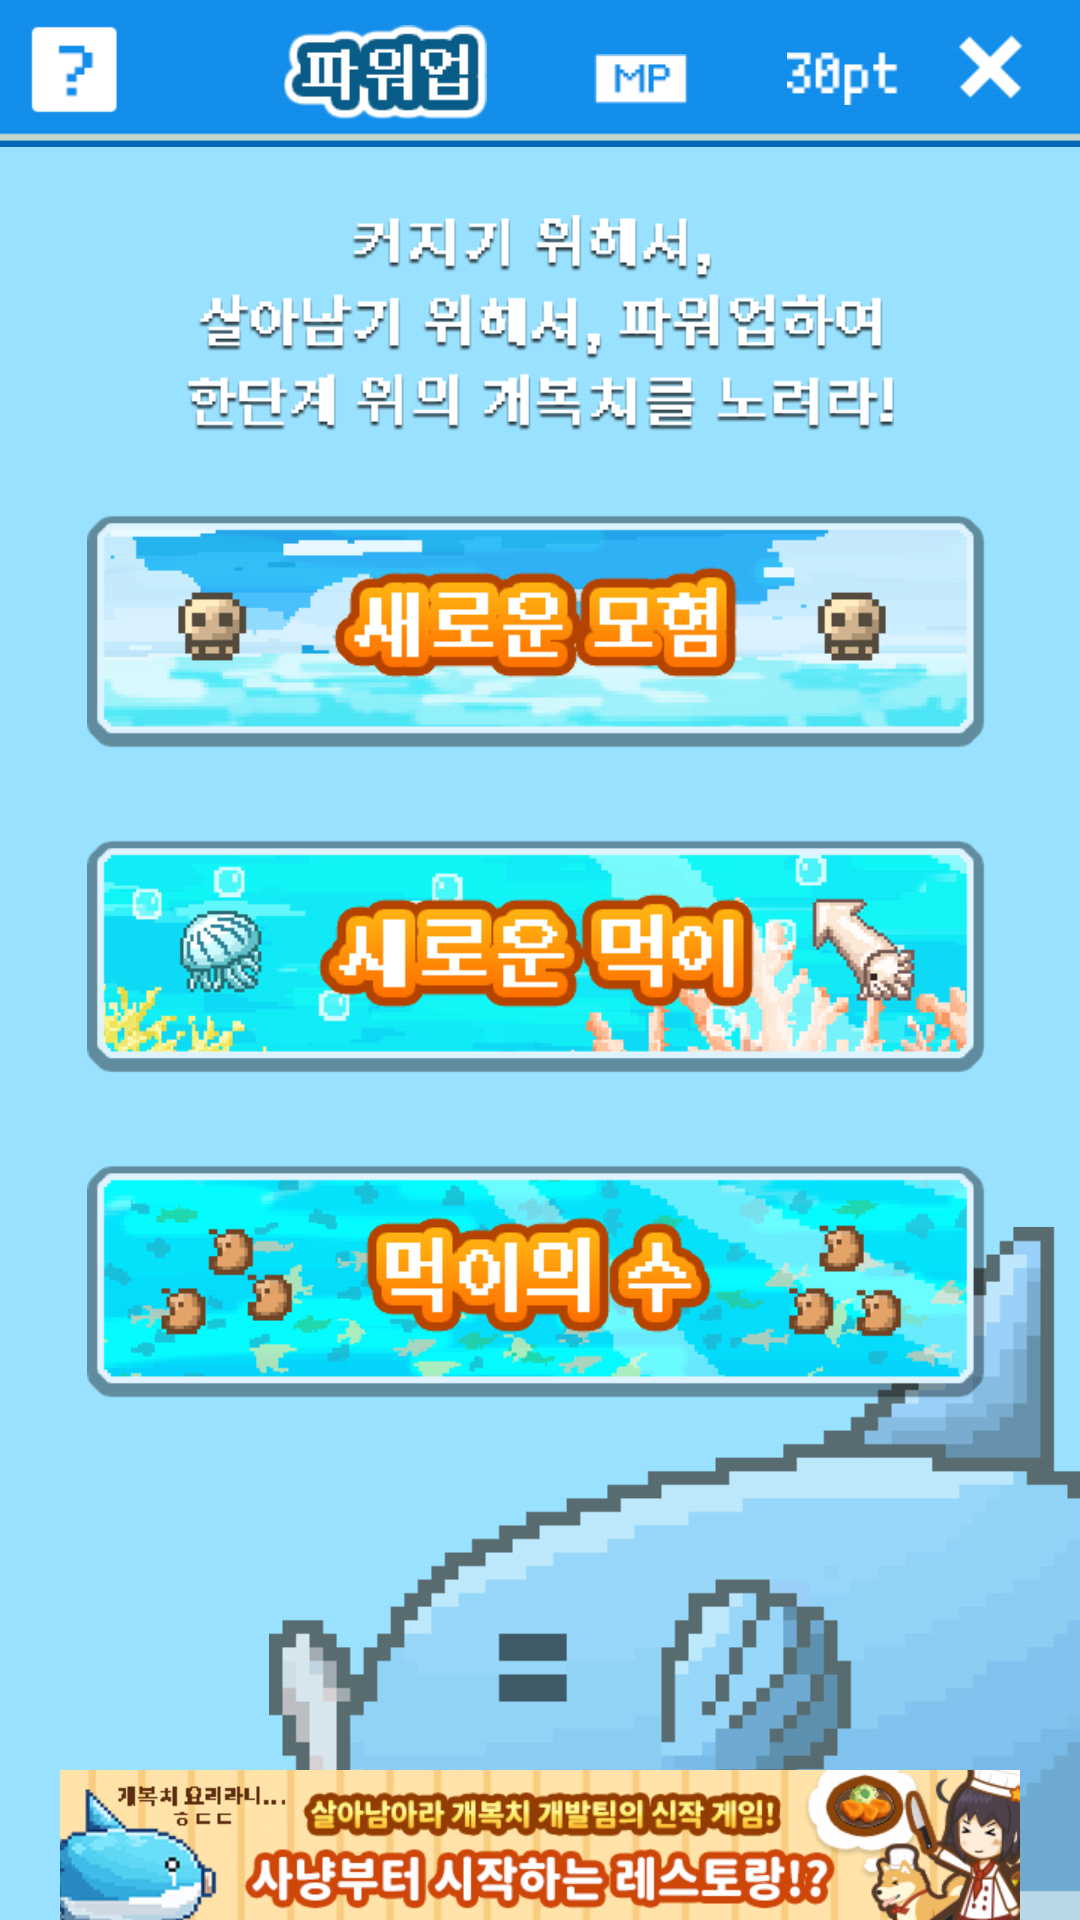 ?
파워업
MP
30pt
커지기 위해서,
살아남기 위해서, 파워업하여
한단계 위의 개복치를 노려라!
새로운 모험
새로운 먹이
먹이의 수
개복치 요리라니...
ㅎㄷㄷ
살아남아라 개복치 개발팀의 신작 게임!
사냥부터 시작하는 레스토랑!?